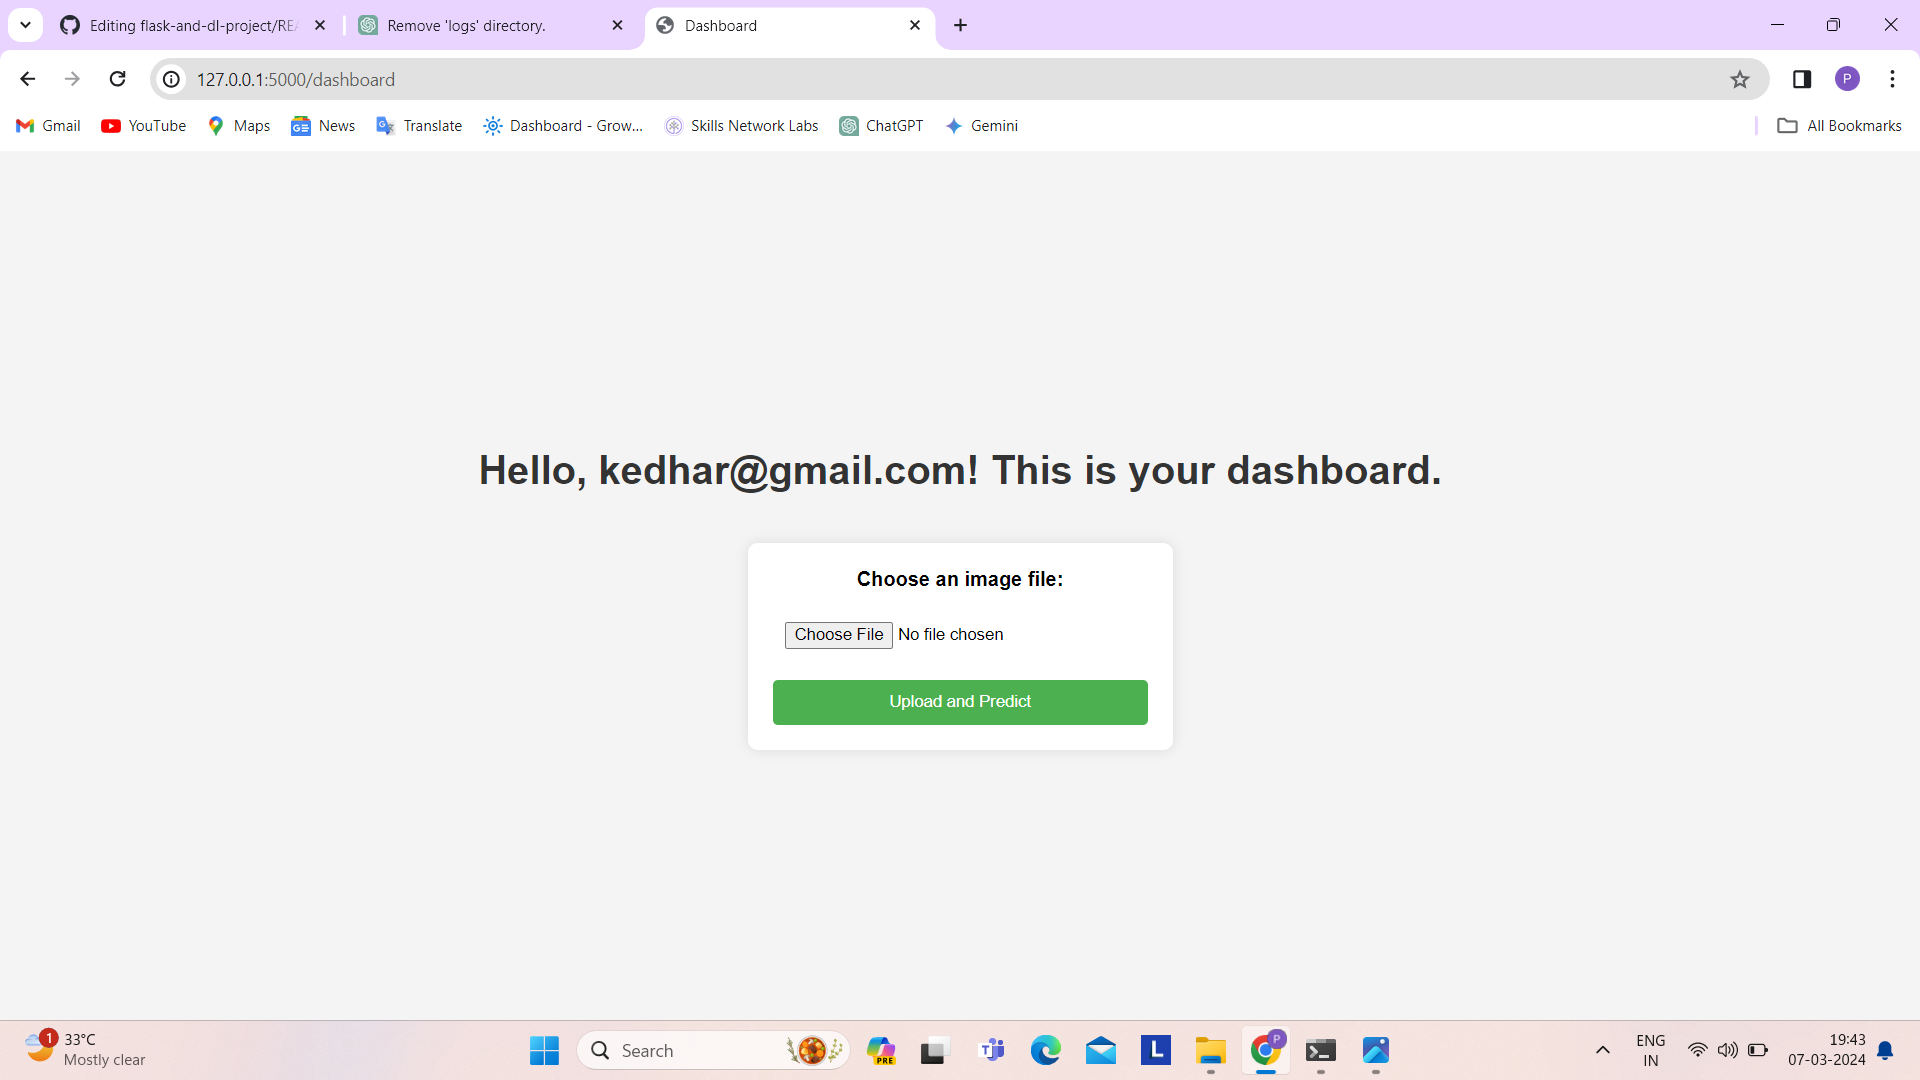 Editing flask-and-dl-project/REA
Remove 'logs' directory.
Dashboard
127.0.0.1:5000/dashboard
P
Gmail
YouTube
Maps
News
Translate
Dashboard - Grow...
Skills Network Labs
ChatGPT
Gemini
All Bookmarks
Hello, kedhar@gmail.com! This is your dashboard.
Choose an image file:
Choose File No file chosen
Upload and Predict
1
33°C
Mostly clear
Search
PRE
L
P
ENG
IN
19:43
07-03-2024